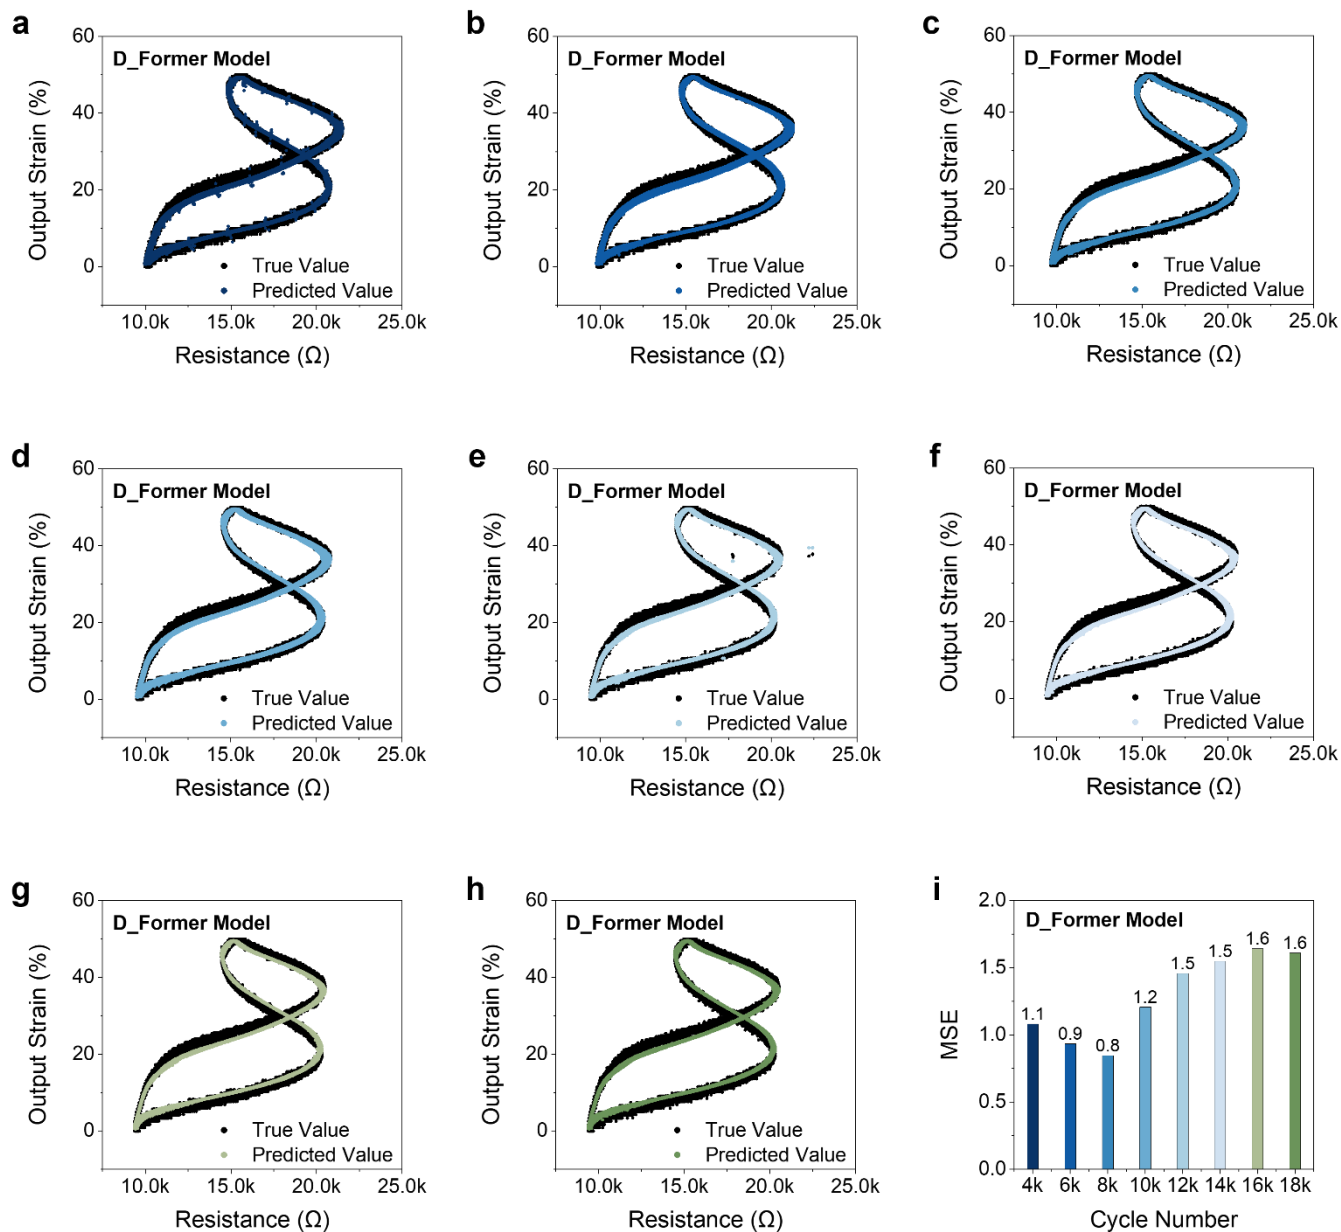 a
60
D_Former Model
40
20
0
Output Strain (%)
True Value
Predicted Value
10.0k 15.0k 20.0k 25.0k
Resistance (Ω)
b
60
D_Former Model
40
20
0
Output Strain (%)
True Value
Predicted Value
10.0k 15.0k 20.0k 25.0k
Resistance (Ω)
c
60
D_Former Model
40
20
0
Output Strain (%)
True Value
Predicted Value
10.0k 15.0k 20.0k 25.0k
Resistance (Ω)
d
60
D_Former Model
40
20
0
Output Strain (%)
True Value
Predicted Value
10.0k 15.0k 20.0k 25.0k
Resistance (Ω)
e
60
D_Former Model
40
20
0
Output Strain (%)
True Value
Predicted Value
10.0k 15.0k 20.0k 25.0k
Resistance (Ω)
f
60
D_Former Model
40
20
0
Output Strain (%)
True Value
Predicted Value
10.0k 15.0k 20.0k 25.0k
Resistance (Ω)
g
60
D_Former Model
40
20
0
Output Strain (%)
True Value
Predicted Value
10.0k 15.0k 20.0k 25.0k
Resistance (Ω)
h
60
D_Former Model
40
20
0
Output Strain (%)
True Value
Predicted Value
10.0k 15.0k 20.0k 25.0k
Resistance (Ω)
i
2.0
D_Former Model
1.5
1.0
0.5
0.0
MSE
1.1 0.9 0.8 1.2 1.5 1.5 1.6 1.6
4k 6k 8k 10k 12k 14k 16k 18k
Cycle Number